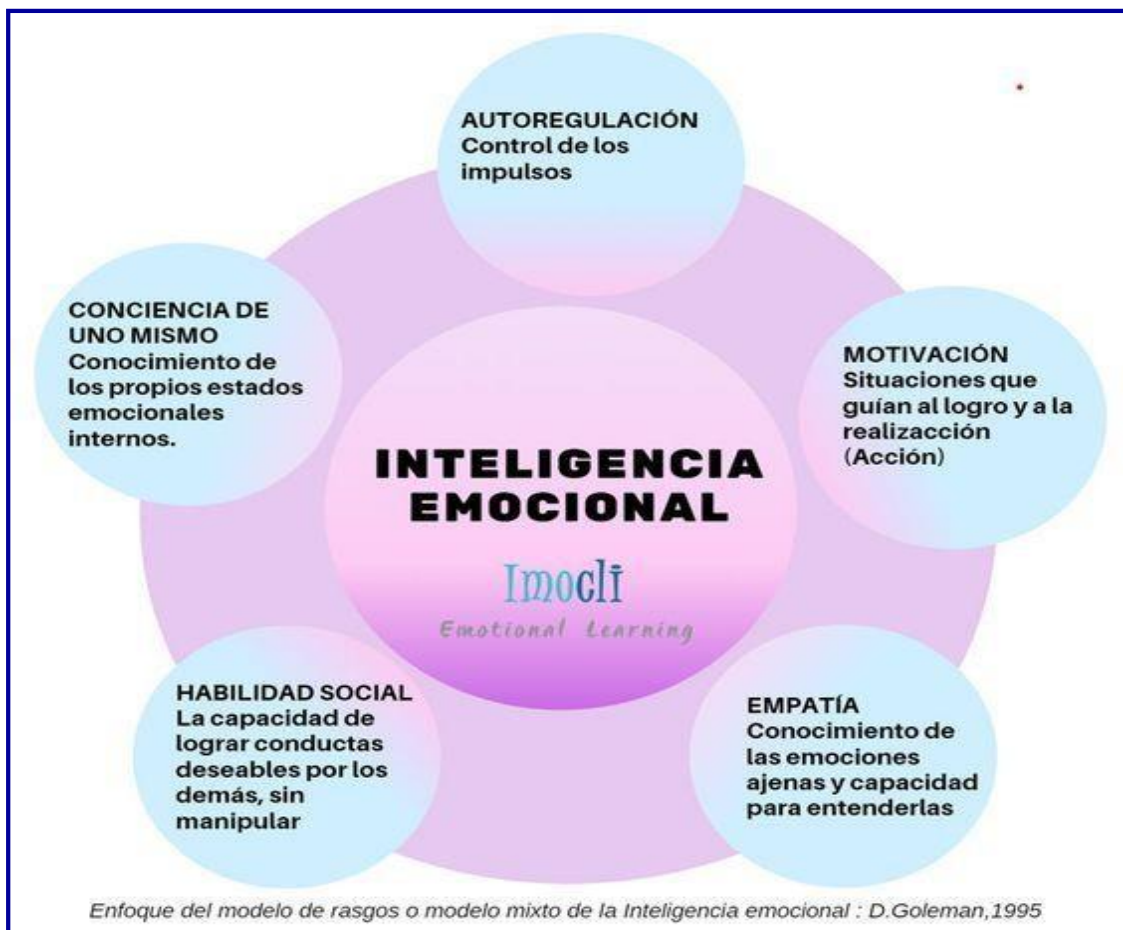 AUTOREGULACIÓN
Control de los
impulsos
CONCIENCIA DE
UNO MISMO
Conocimiento de
los propios estados
emocionales
internos.
MOTIVACIÓN
Situaciones que
guían al logro y a la
realizacción
(Acción)
INTELIGENCIA
EMOCIONAL
Imocli
Emotional Learning
HABILIDAD SOCIAL
La capacidad de
lograr conductas
deseables por los
demás, sin
manipular
EMPATÍA
Conocimiento de
las emociones
ajenas y capacidad
para entenderlas
Enfoque del modelo de rasgos o modelo mixto de la Inteligencia emocional : D.Goleman,1995